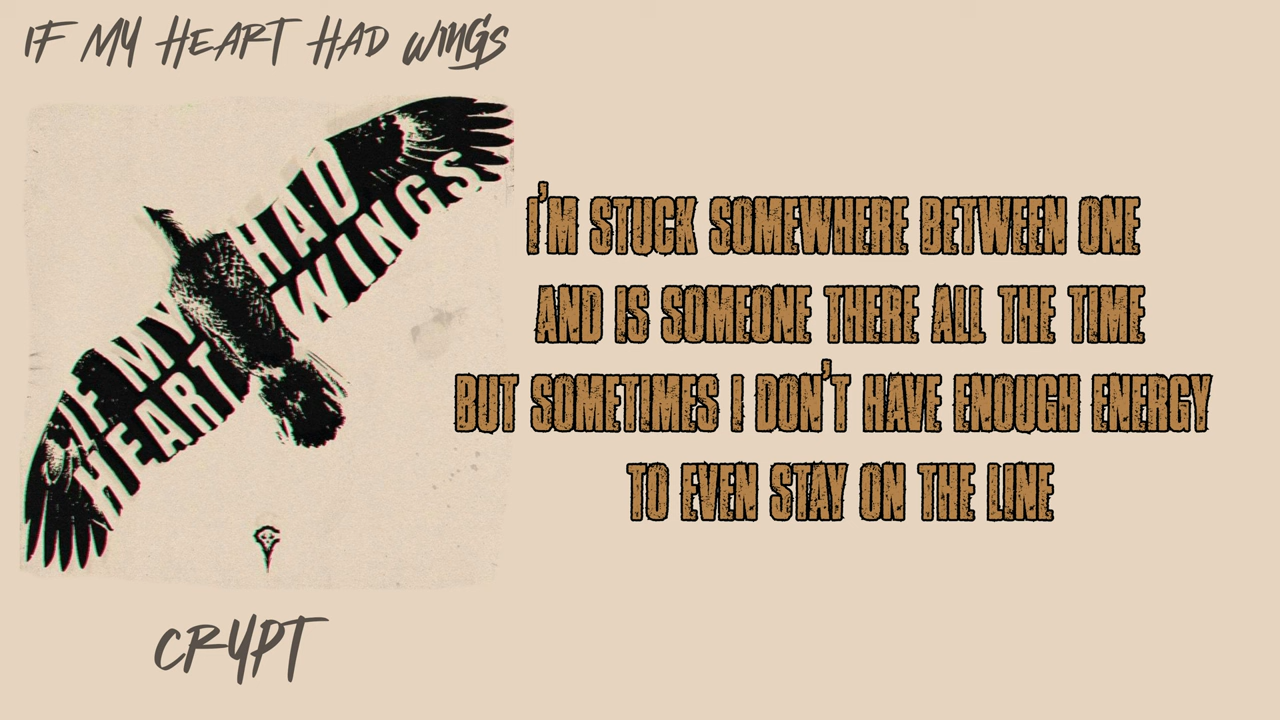 IF MY HEART HAD WINGS
IF MY HEART
HAD WINGS
I'M STUCK SOMEWHERE BETWEEN ONE
AND IS SOMEONE THERE ALL THE TIME
BUT SOMETIMES I DON'T HAVE ENOUGH ENERGY
TO EVEN STAY ON THE LINE
CRYPT